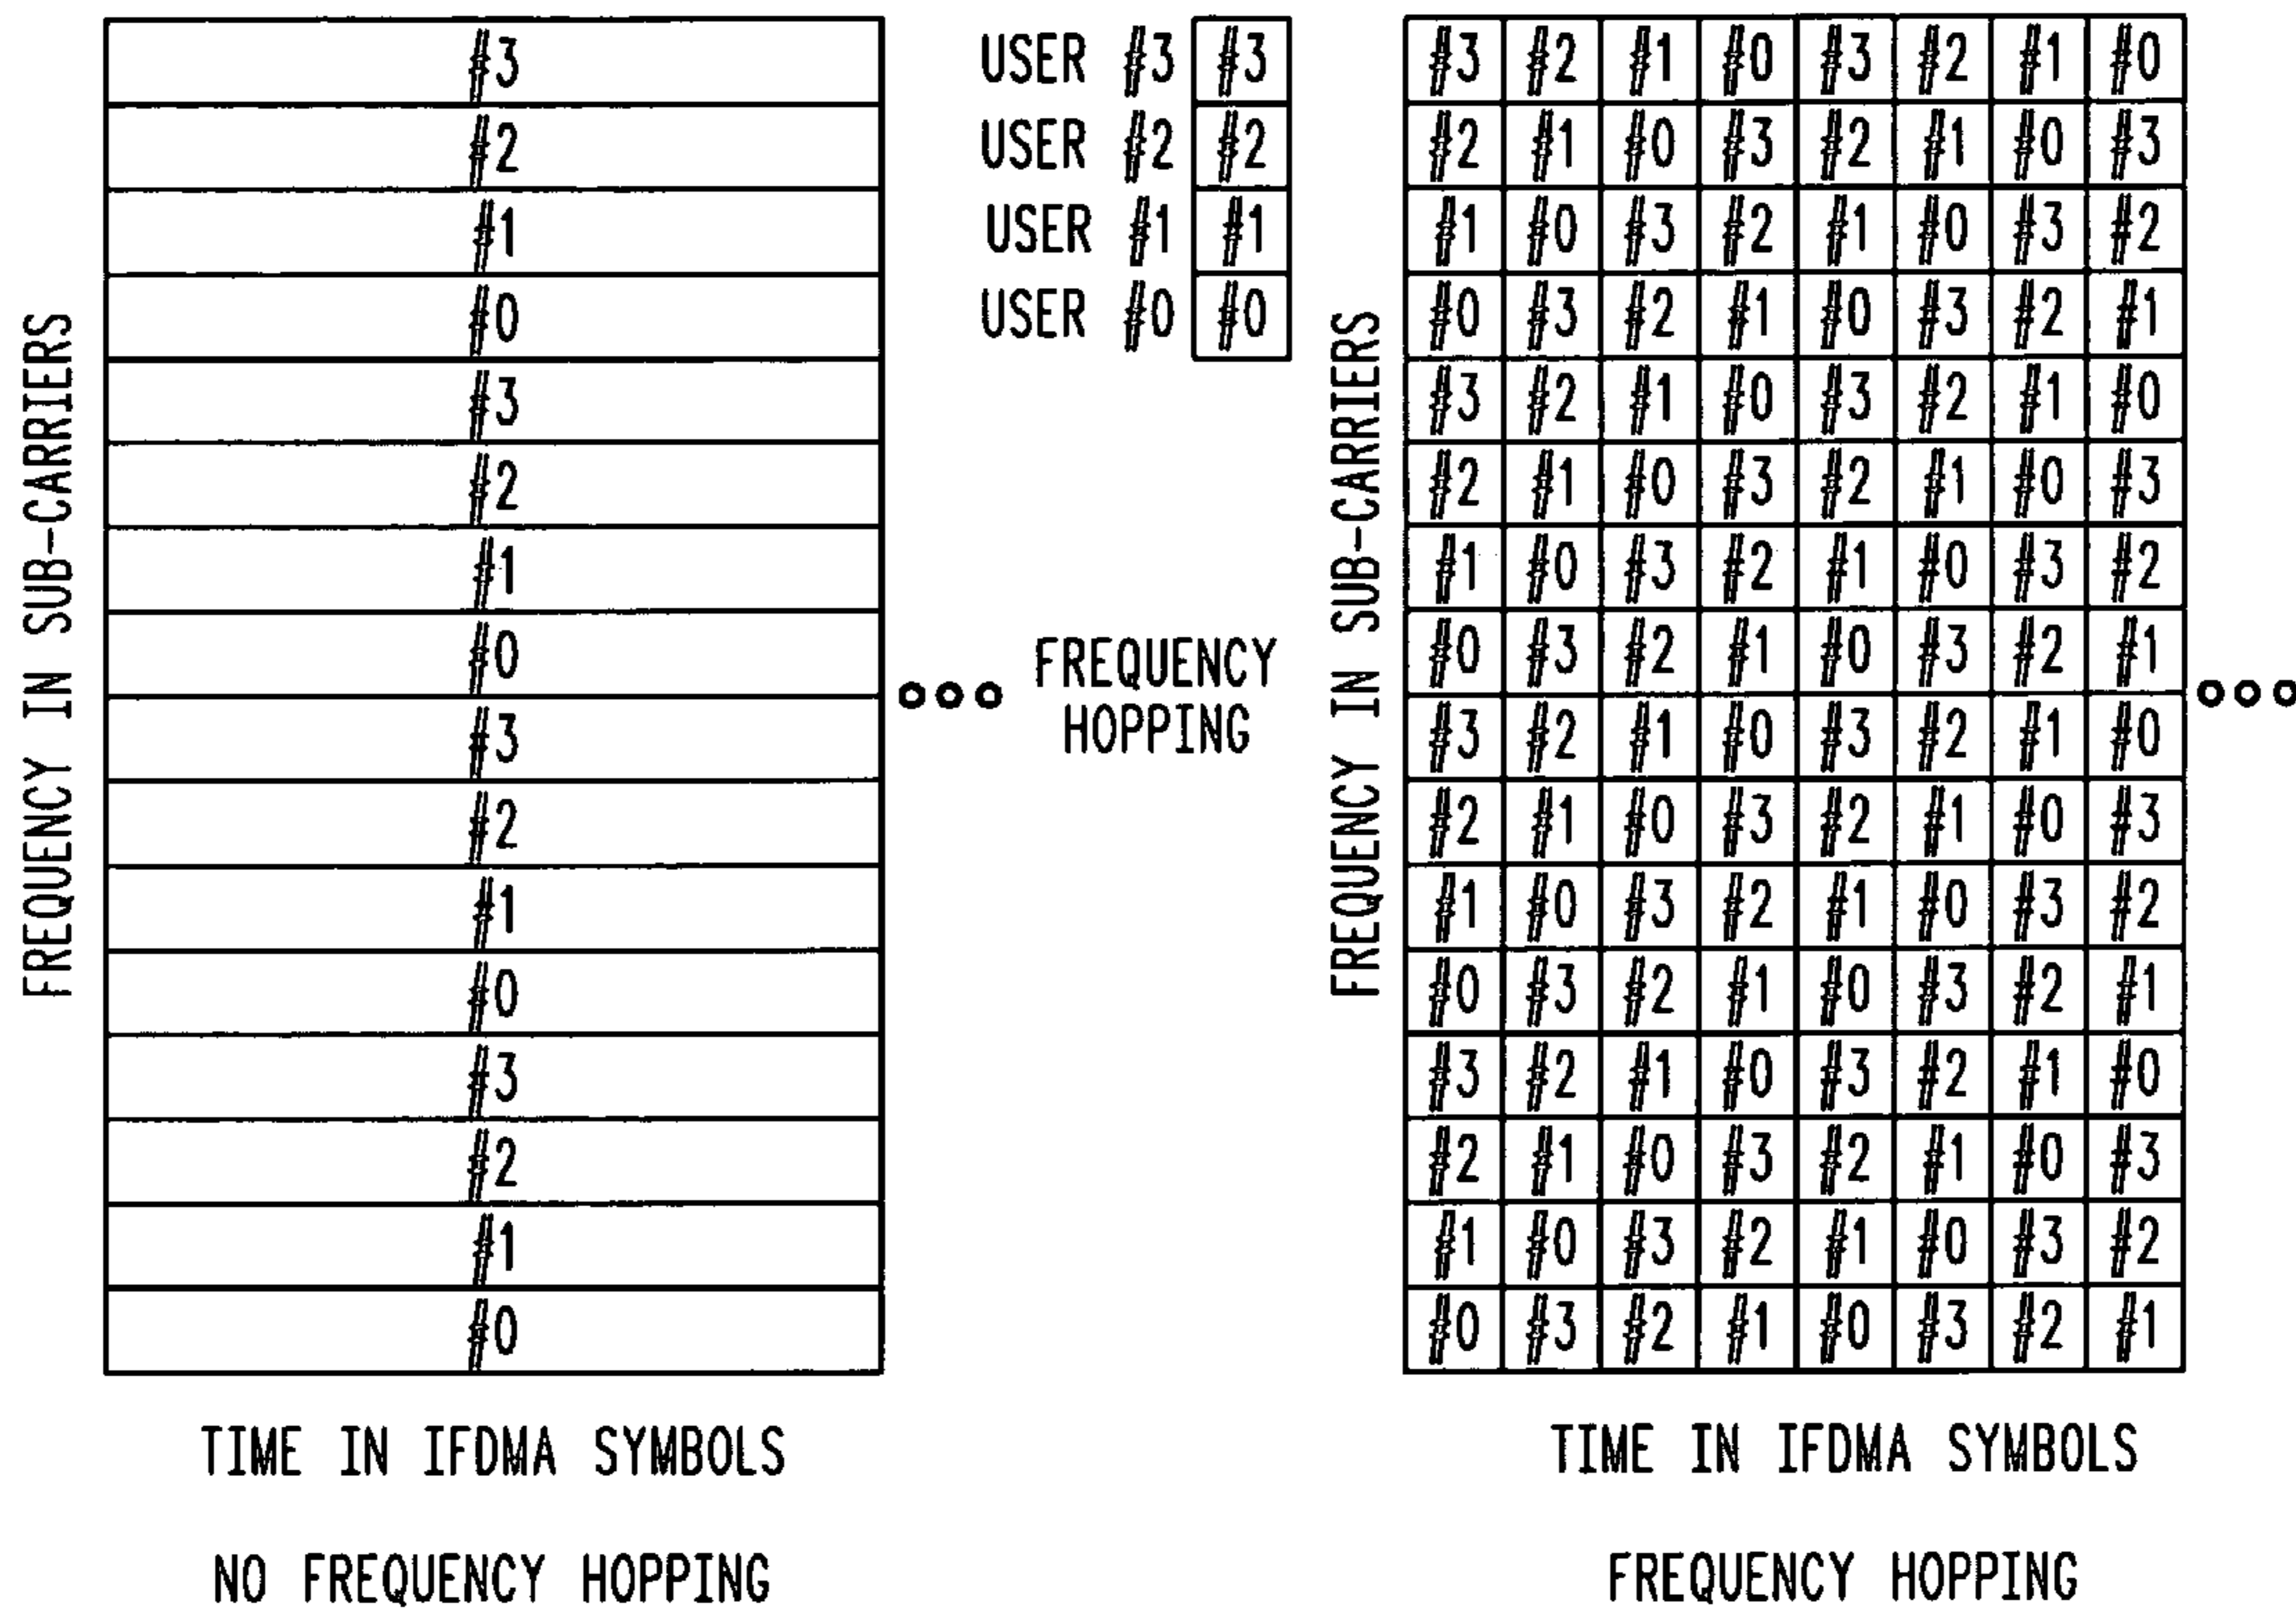 FREQUENCY IN SUB-CARRIERS
#3
#2
#1
#0
#3
#2
#1
#0
#3
#2
#1
#0
#3
#2
#1
#0
TIME IN IFDMA SYMBOLS
NO FREQUENCY HOPPING
USER #3 #3
USER #2 #2
USER #1 #1
USER #0 #0
FREQUENCY
HOPPING
FREQUENCY IN SUB-CARRIERS
#3 #2 #1 #0 #3 #2 #1 #0
#2 #1 #0 #3 #2 #1 #0 #3
#1 #0 #3 #2 #1 #0 #3 #2
#0 #3 #2 #1 #0 #3 #2 #1
#3 #2 #1 #0 #3 #2 #1 #0
#2 #1 #0 #3 #2 #1 #0 #3
#1 #0 #3 #2 #1 #0 #3 #2
#0 #3 #2 #1 #0 #3 #2 #1
#3 #2 #1 #0 #3 #2 #1 #0
#2 #1 #0 #3 #2 #1 #0 #3
#1 #0 #3 #2 #1 #0 #3 #2
#0 #3 #2 #1 #0 #3 #2 #1
#3 #2 #1 #0 #3 #2 #1 #0
#2 #1 #0 #3 #2 #1 #0 #3
#1 #0 #3 #2 #1 #0 #3 #2
#0 #3 #2 #1 #0 #3 #2 #1
TIME IN IFDMA SYMBOLS
FREQUENCY HOPPING